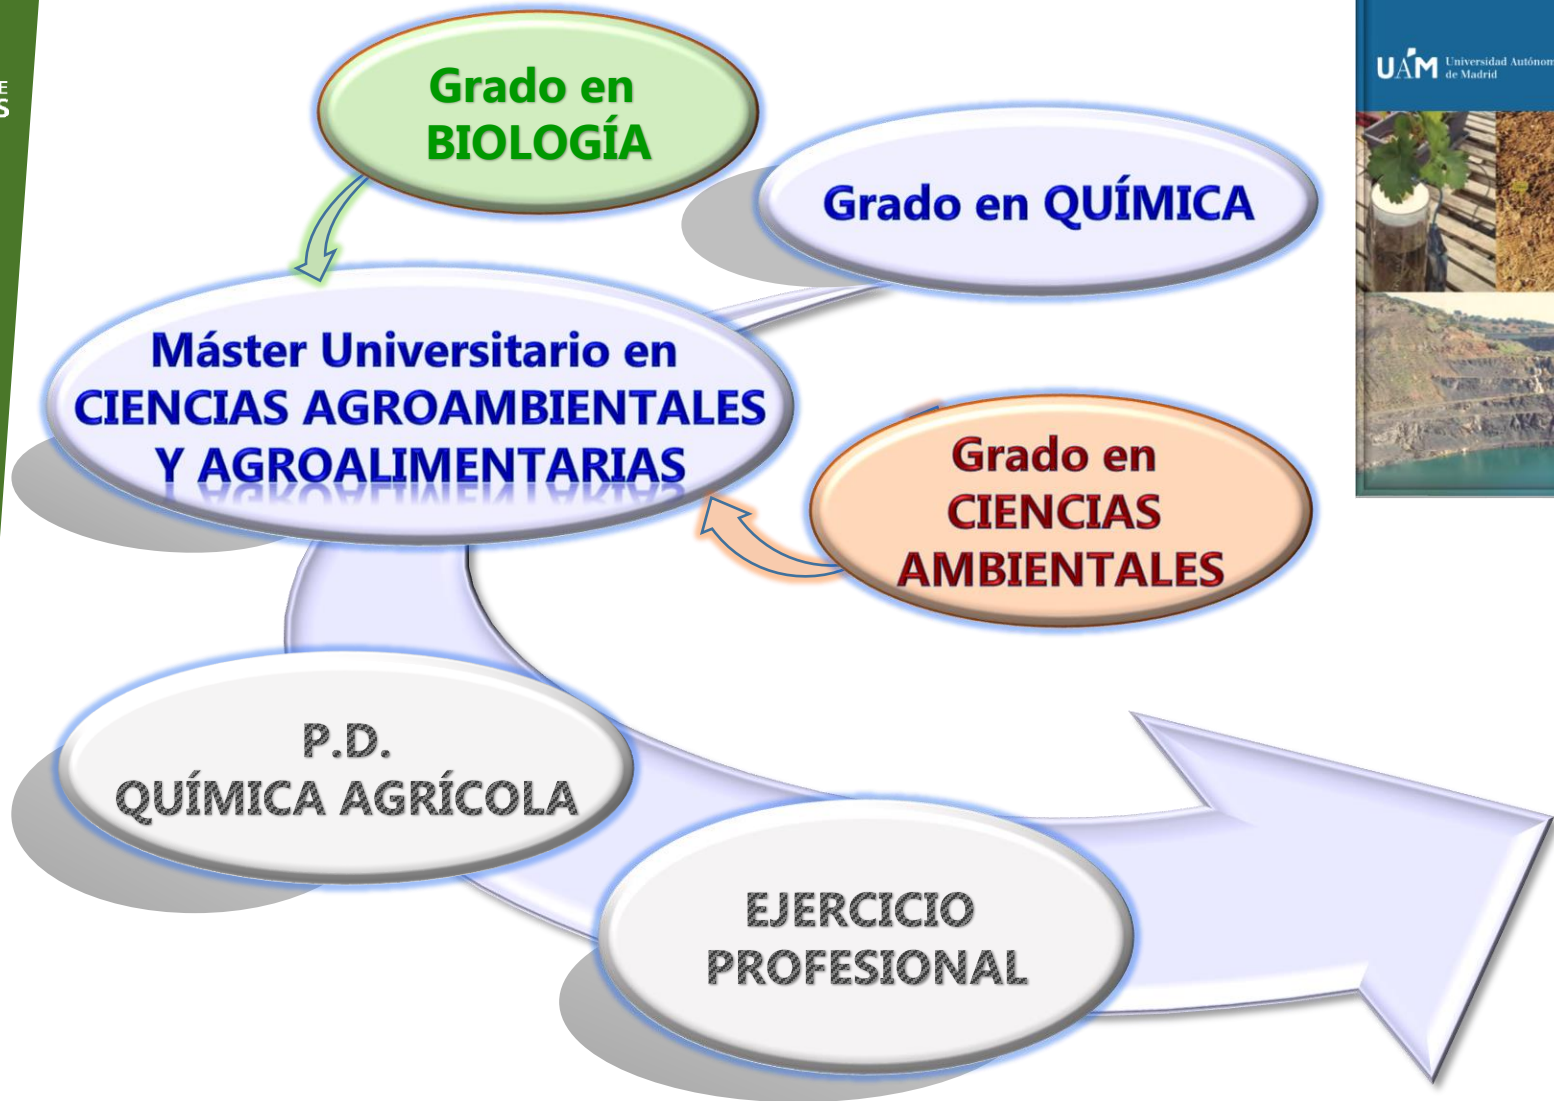 Grado en
BIOLOGÍA
Grado en QUÍMICA
UAM Universidad Autónom
de Madrid
E
S
Máster Universitario en
CIENCIAS AGROAMBIENTALES
Y AGROALIMENTARIAS
Grado en
CIENCIAS
AMBIENTALES
P.D.
QUÍMICA AGRÍCOLA
EJERCICIO
PROFESIONAL